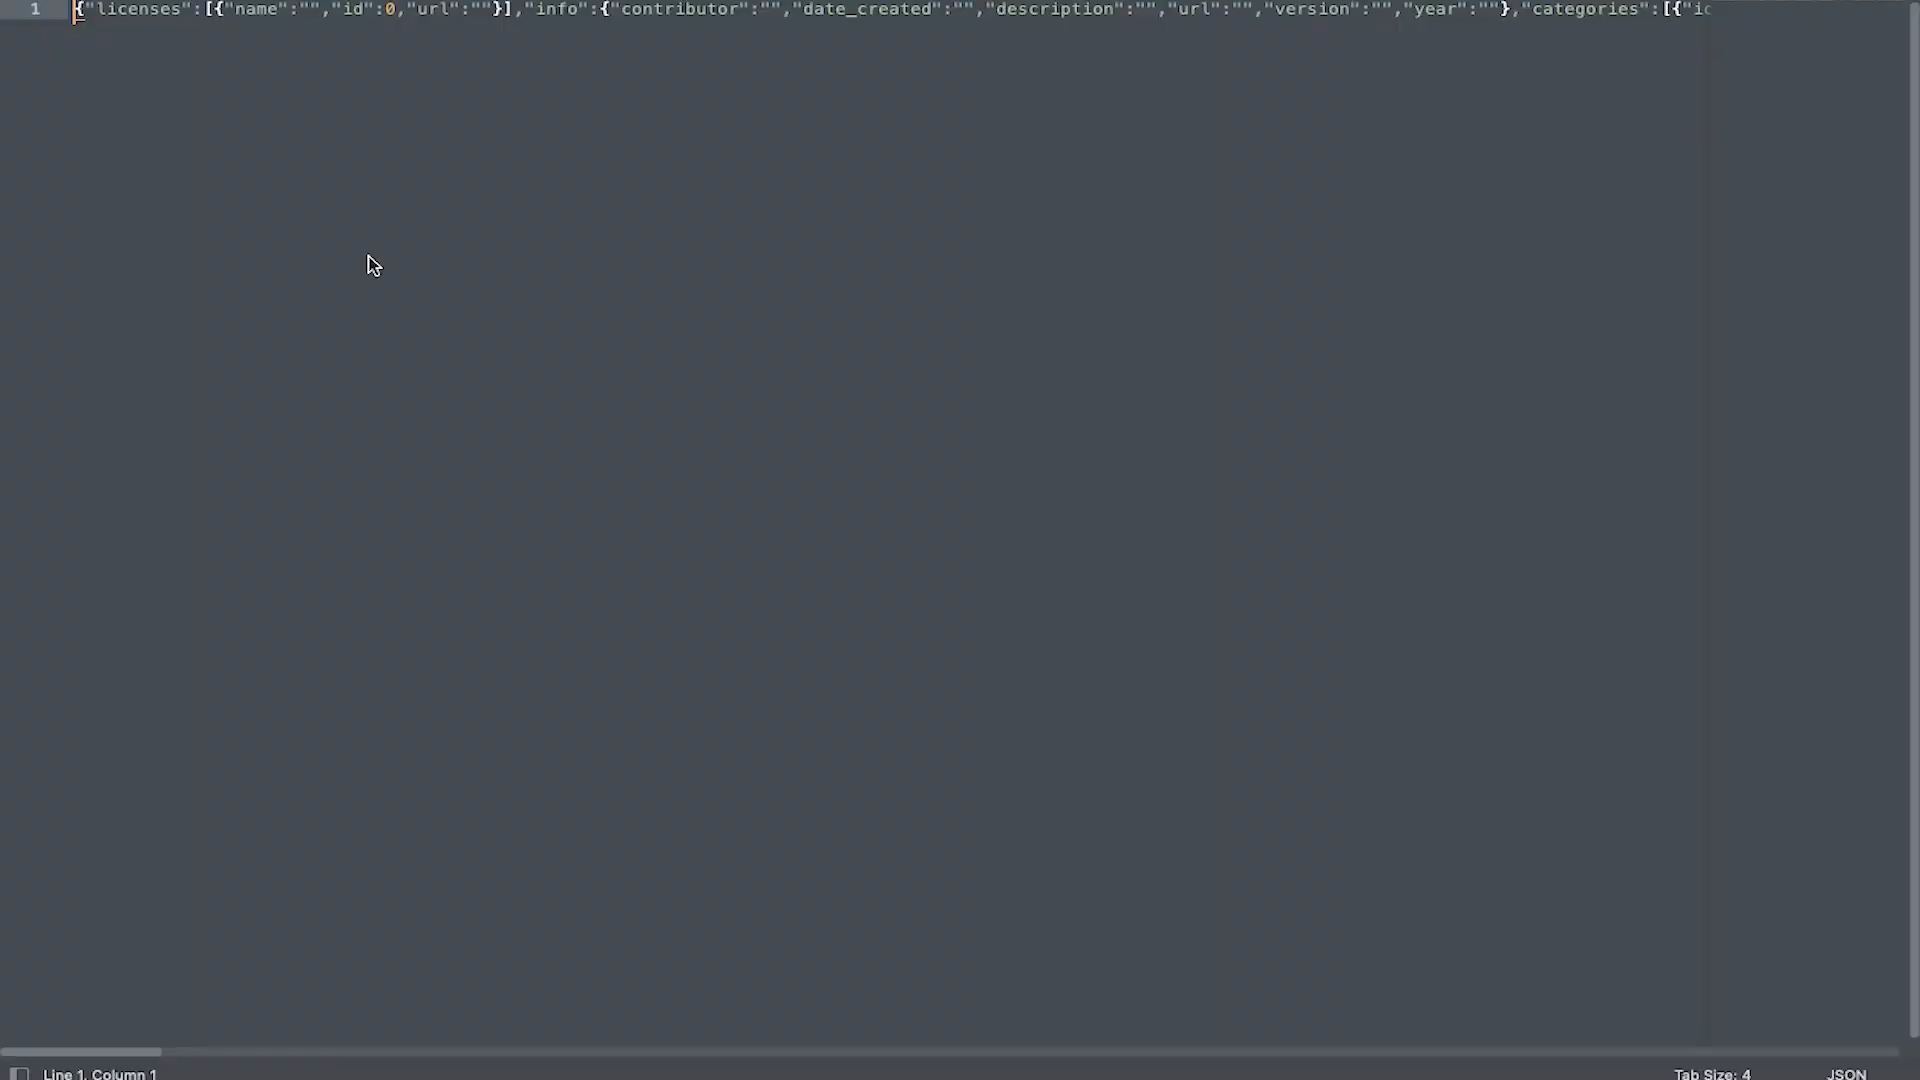 1 {"licenses":[{"name":"","id":0,"url":""}],"info":{"contributor":"","date_created":"","description":"","url":"","version":"","year":""},"categories":[{"ic
Line 1, Column 1
Tab Size: 4
JSON